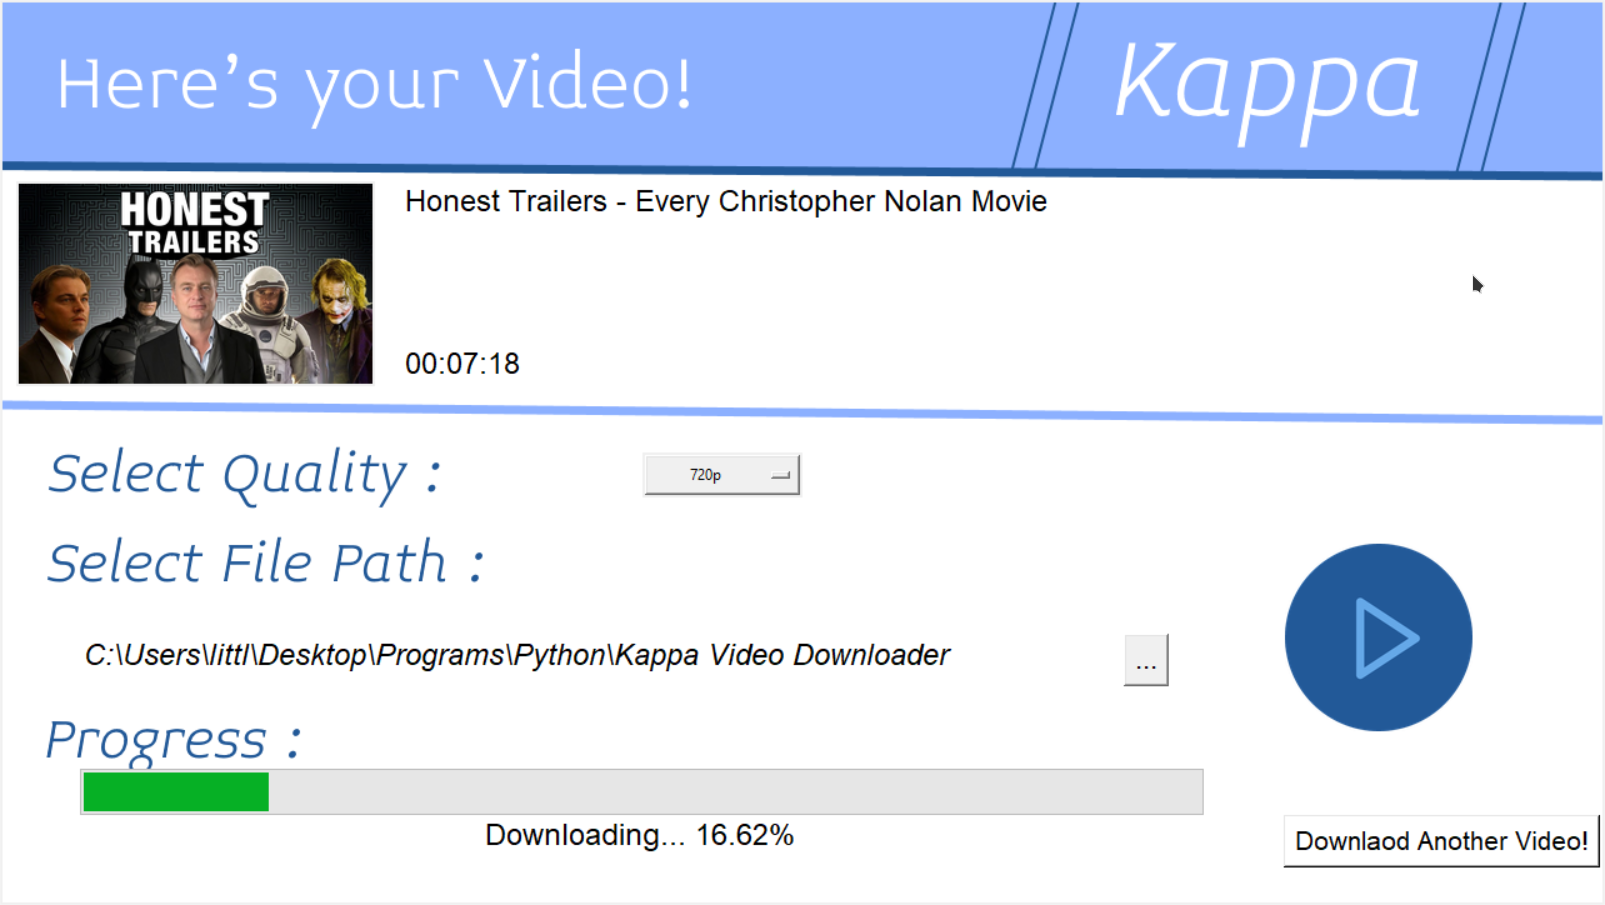 Here's your Video!
Kappa
HONEST
TRAILERS
Honest Trailers - Every Christopher Nolan Movie
00:07:18
Select Quality :
720p
Select File Path :
C:\Users\littl\Desktop\Programs\Python\Kappa Video Downloader
...
Progress :
Downloading... 16.62%
Downlaod Another Video!